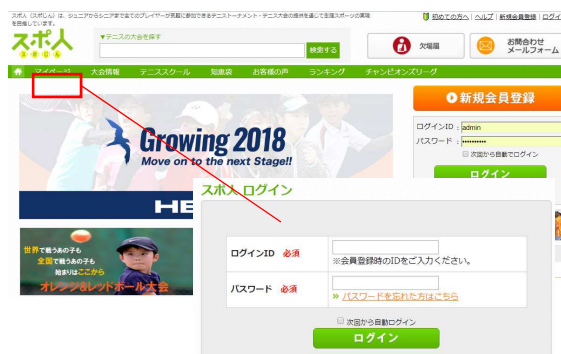 スポ人（スポじん）は、ジュニアからシニアまで全てのプレイヤーが気軽に参加できるテニストーナメント・テニス大会の提供を通じて生涯スポーツの実現
を目指しています。
初めての方へ | ヘルプ | 新規会員登録 | ログイ
スポ人
スポじん
▼テニスの大会を探す
検索する
欠場届
お問合わせ
メールフォーム
マイページ 大会情報 テニススクール 知恵袋 お客様の声 ランキング チャンピオンズリーグ
Growing 2018
Move on to the next Stage!!
HE
新規会員登録
ログインID : admin
パスワード : ••••••••••
次回から自動でログイン
ログイン
世界で戦うあの子も
全国で戦うあの子も
始まりはここから
オレンジ&レッドボール大会
スポ人 ログイン
ログインID 必須
※会員登録時のIDをご入力ください。
パスワード 必須
» パスワードを忘れた方はこちら
次回から自動ログイン
ログイン